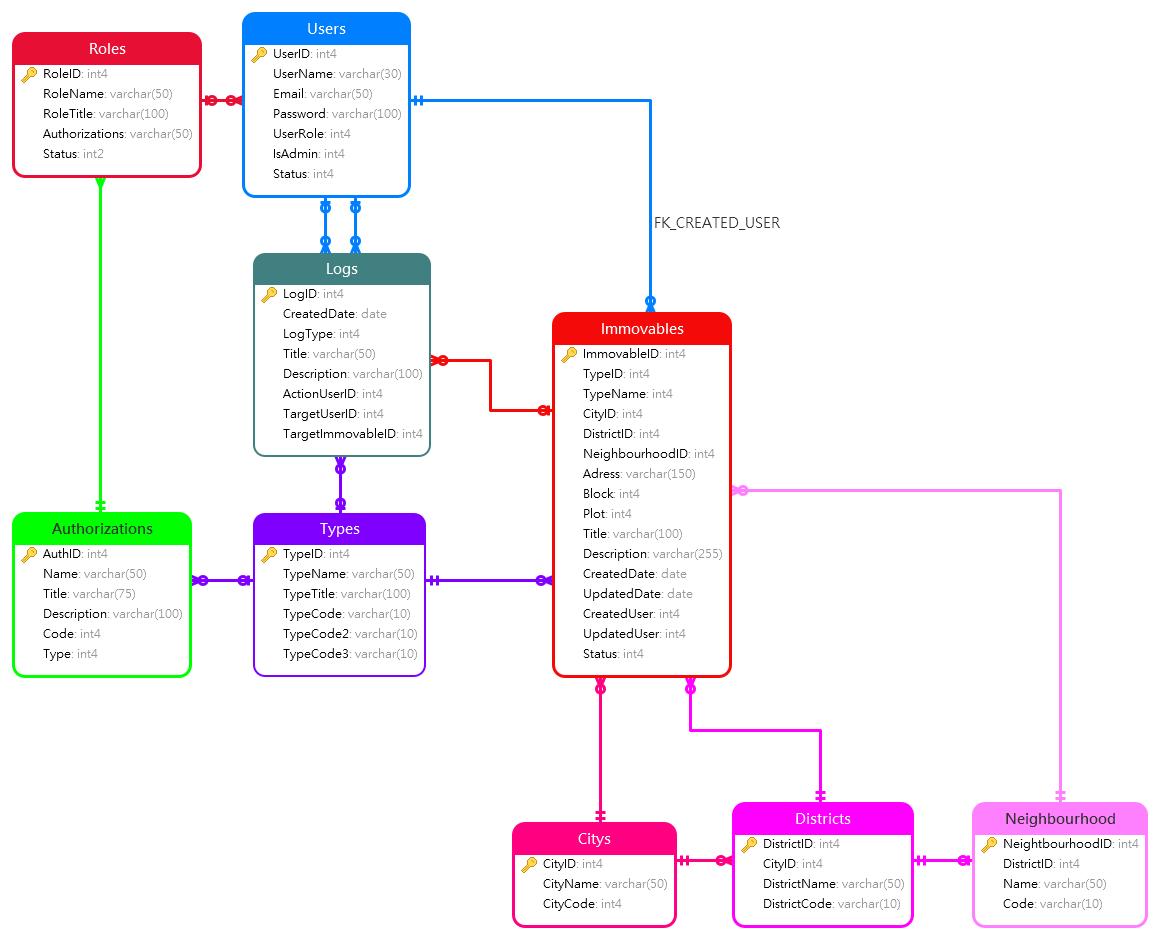 Roles
RoleID: int4
RoleName: varchar(50)
RoleTitle: varchar(100)
Authorizations: varchar(50)
Status: int2
Users
UserID: int4
UserName: varchar(30)
Email: varchar(50)
Password: varchar(100)
UserRole: int4
IsAdmin: int4
Status: int4
FK_CREATED_USER
Logs
LogID: int4
CreatedDate: date
LogType: int4
Title: varchar(50)
Description: varchar(100)
ActionUserID: int4
TargetUserID: int4
TargetImmovableID: int4
Immovables
ImmovableID: int4
TypeID: int4
TypeName: int4
CityID: int4
DistrictID: int4
NeighbourhoodID: int4
Adress: varchar(150)
Block: int4
Plot: int4
Title: varchar(100)
Description: varchar(255)
CreatedDate: date
UpdatedDate: date
CreatedUser: int4
UpdatedUser: int4
Status: int4
Authorizations
AuthID: int4
Name: varchar(50)
Title: varchar(75)
Description: varchar(100)
Code: int4
Type: int4
Types
TypeID: int4
TypeName: varchar(50)
TypeTitle: varchar(100)
TypeCode: varchar(10)
TypeCode2: varchar(10)
TypeCode3: varchar(10)
Citys
CityID: int4
CityName: varchar(50)
CityCode: int4
Districts
DistrictID: int4
CityID: int4
DistrictName: varchar(50)
DistrictCode: varchar(10)
Neighbourhood
NeightbourhoodID: int4
DistrictID: int4
Name: varchar(50)
Code: varchar(10)